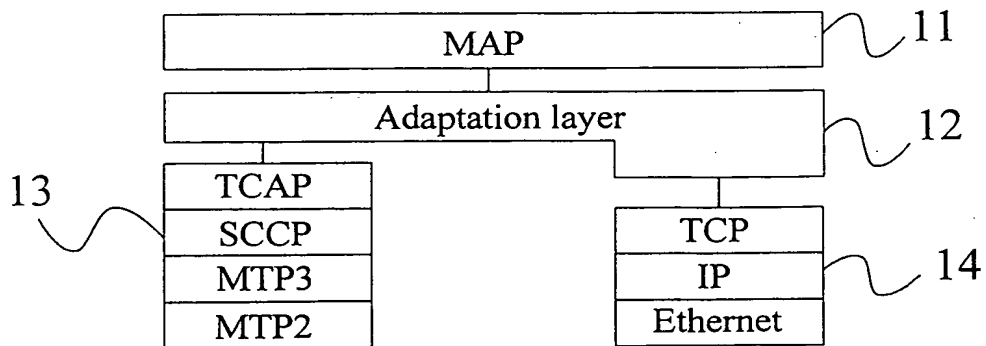 MAP
11
Adaptation layer
12
13
TCAP
SCCP
MTP3
MTP2
TCP
IP
Ethernet
14